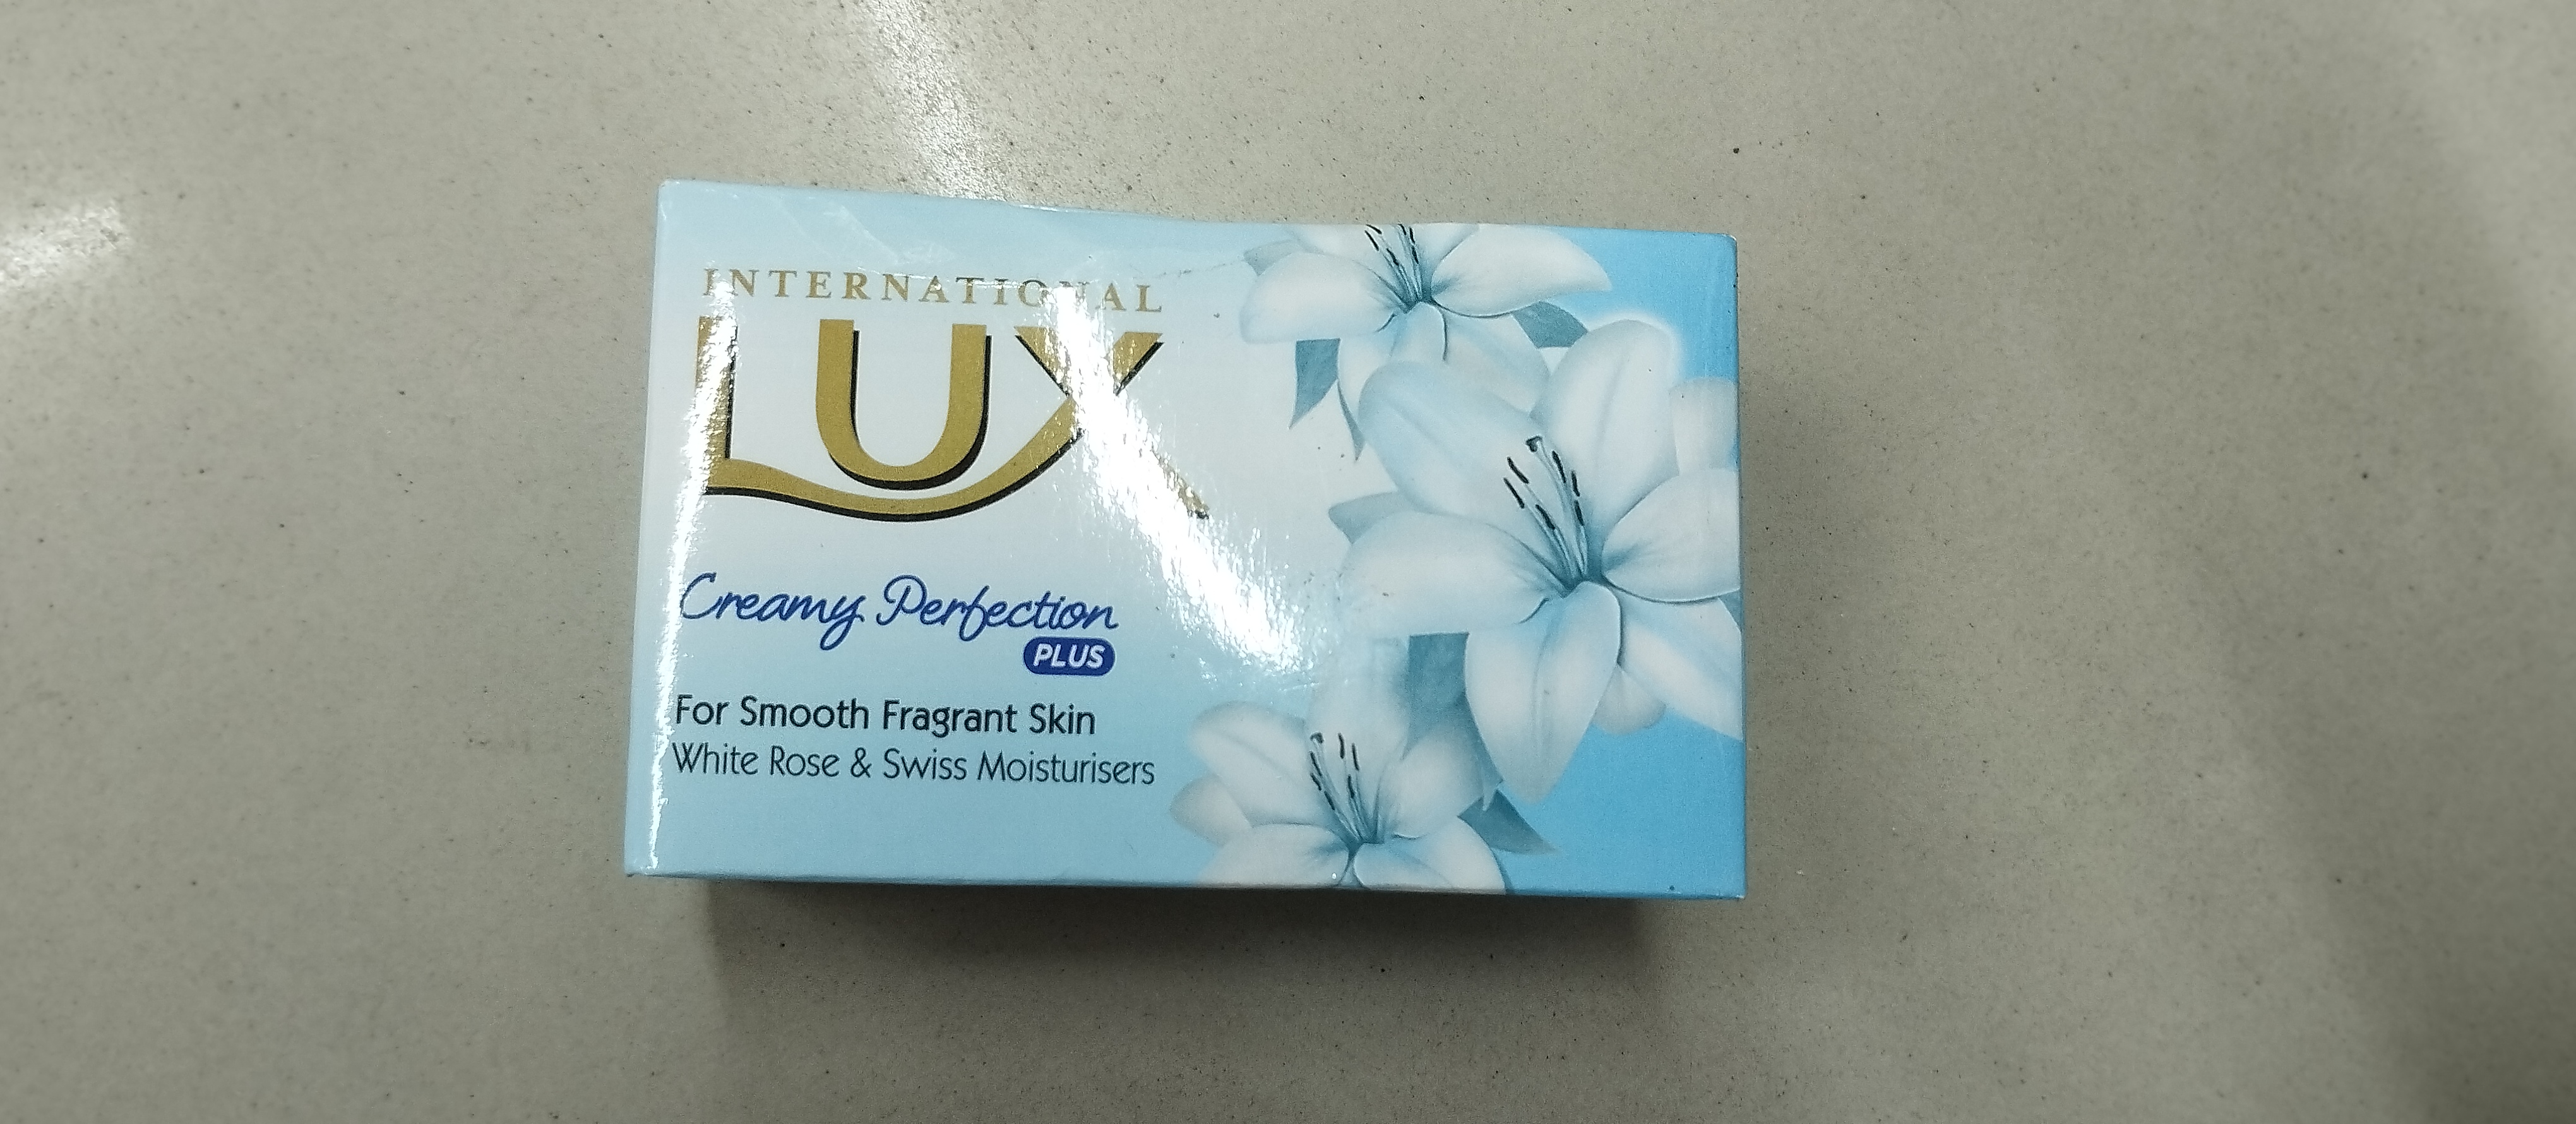 INTERNATIONAL
LUX
Creamy Perfection
PLUS
For Smooth Fragrant Skin
White Rose & Swiss Moisturisers